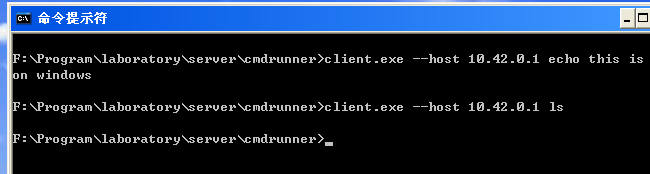 命令提示符
F:\Program\laboratory\server\cmdrunner>client.exe --host 10.42.0.1 echo this is
on windows
F:\Program\laboratory\server\cmdrunner>client.exe --host 10.42.0.1 ls
F:\Program\laboratory\server\cmdrunner>_